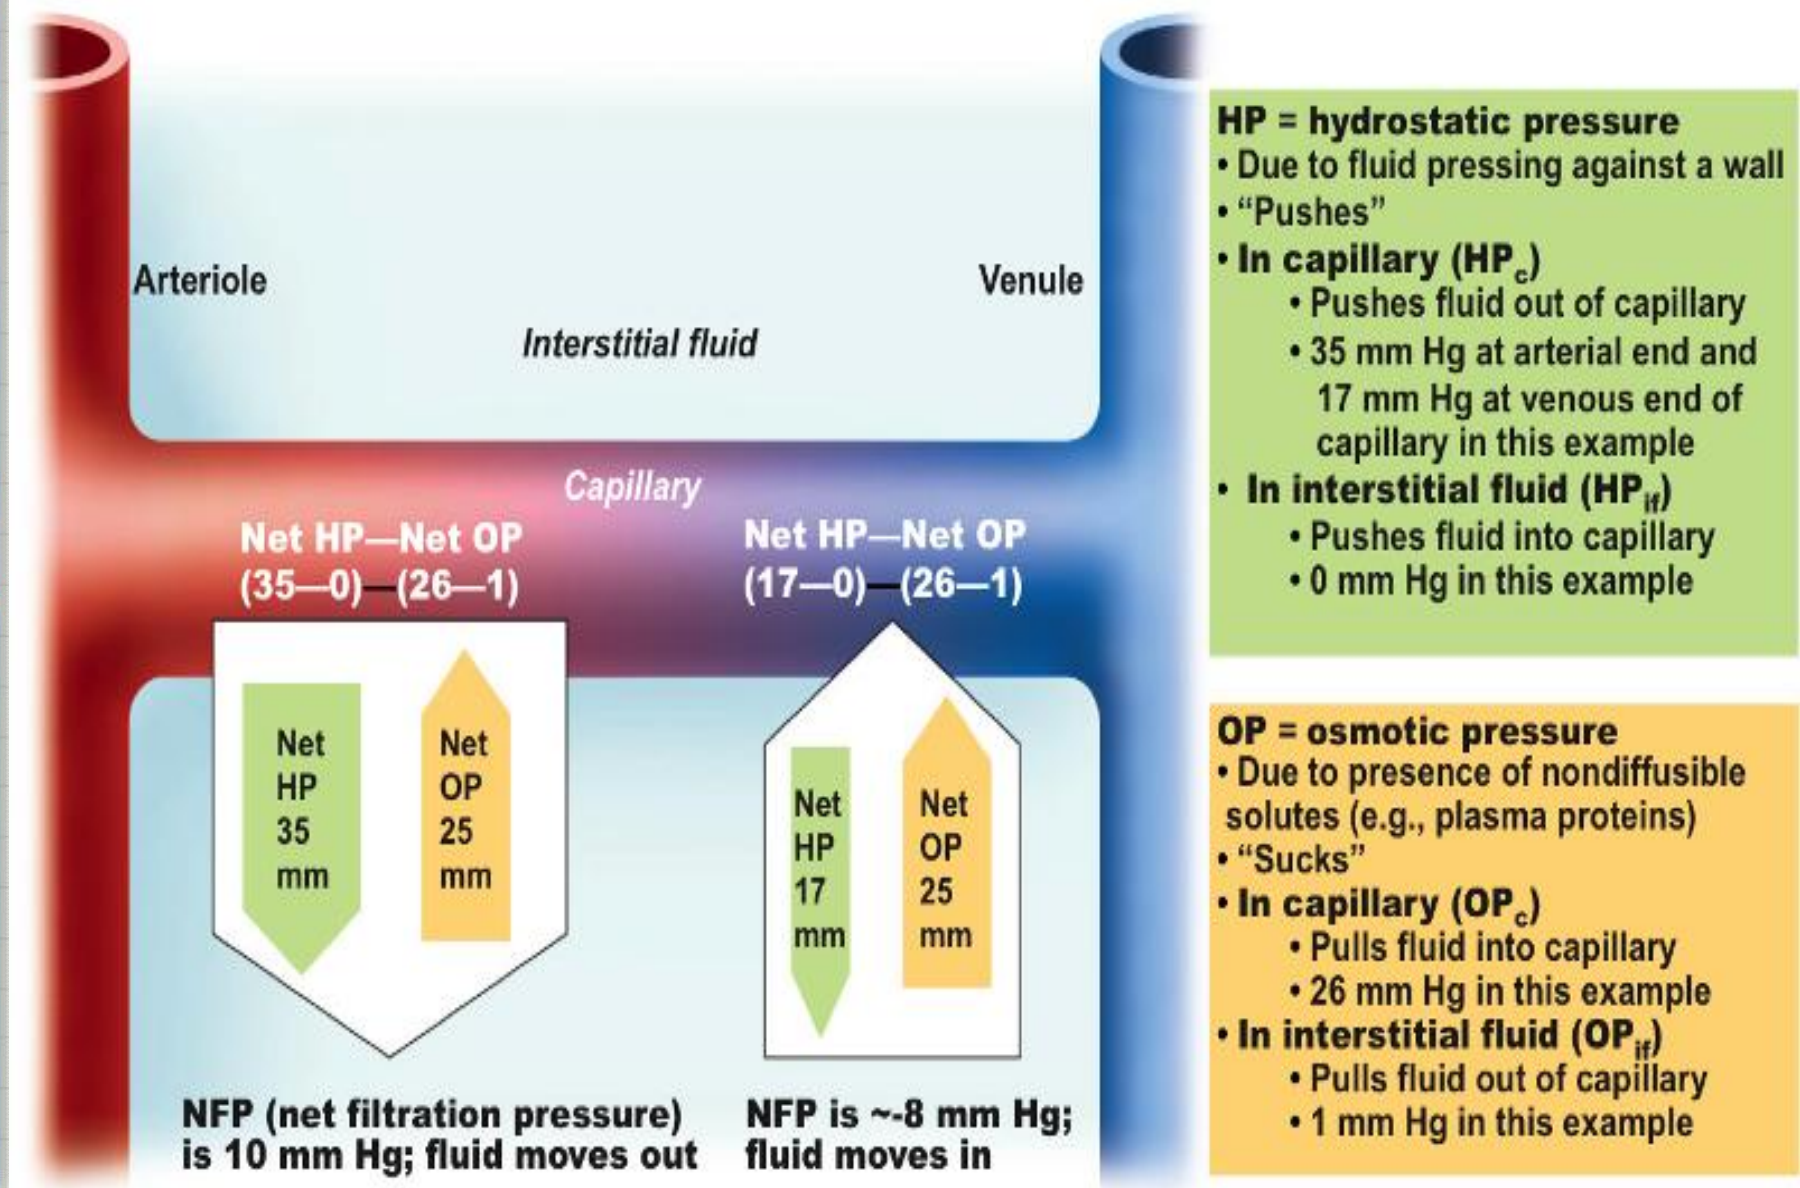 Arteriole
Venule
Interstitial fluid
Capillary
Net HP—Net OP
(35—0)—(26—1)
Net HP—Net OP
(17—0)—(26—1)
Net
HP
35
mm
Net
OP
25
mm
Net
HP
17
mm
Net
OP
25
mm
NFP (net filtration pressure)
is 10 mm Hg; fluid moves out
NFP is ~-8 mm Hg;
fluid moves in
HP = hydrostatic pressure
• Due to fluid pressing against a wall
• “Pushes”
• In capillary (HPc)
• Pushes fluid out of capillary
• 35 mm Hg at arterial end and
17 mm Hg at venous end of
capillary in this example
• In interstitial fluid (HPif)
• Pushes fluid into capillary
• 0 mm Hg in this example
OP = osmotic pressure
• Due to presence of nondiffusible
solutes (e.g., plasma proteins)
• “Sucks”
• In capillary (OPc)
• Pulls fluid into capillary
• 26 mm Hg in this example
• In interstitial fluid (OPif)
• Pulls fluid out of capillary
• 1 mm Hg in this example